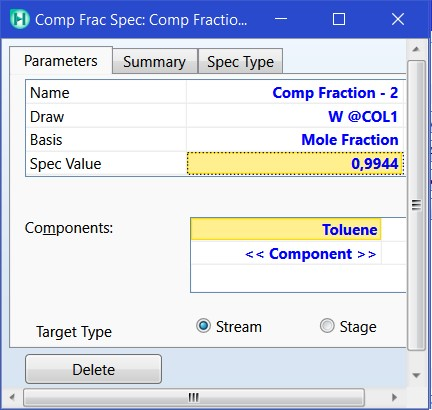 Comp Frac Spec: Comp Fractio...
Parameters Summary Spec Type
Name Comp Fraction - 2
Draw W @COL1
Basis Mole Fraction
Spec Value 0,9944
Components: Toluene
<< Component >>
Target Type Stream Stage
Delete